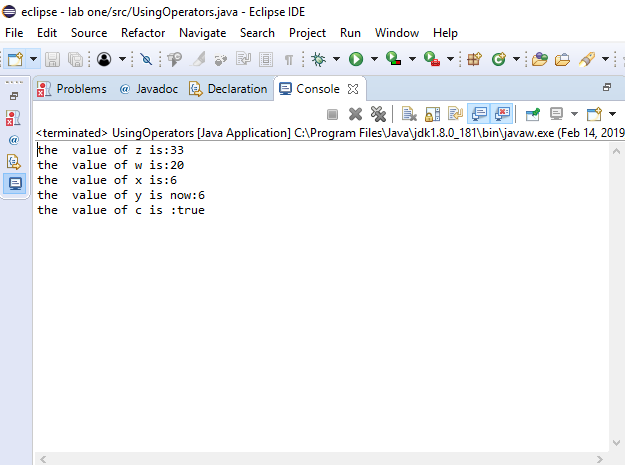 eclipse - lab one/src/UsingOperators.java - Eclipse IDE
File Edit Source Refactor Navigate Search Project Run Window Help
Problems @ Javadoc Declaration Console
<terminated> UsingOperators [Java Application] C:\Program Files\Java\jdk1.8.0_181\bin\javaw.exe (Feb 14, 2019
the  value of z is:33
the  value of w is:20
the  value of x is:6
the  value of y is now:6
the  value of c is :true